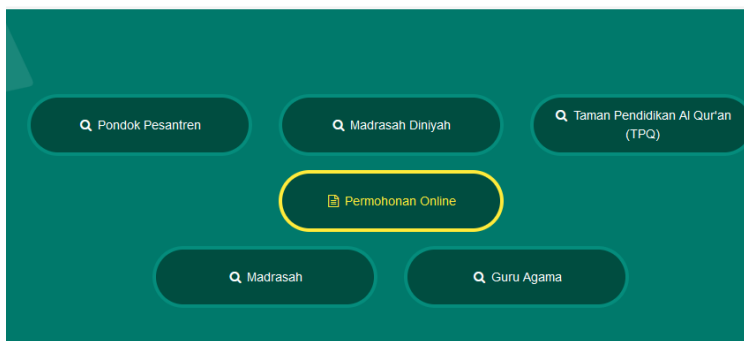 Pondok Pesantren
Madrasah Diniyah
Taman Pendidikan Al Qur'an
(TPQ)
Permohonan Online
Madrasah
Guru Agama